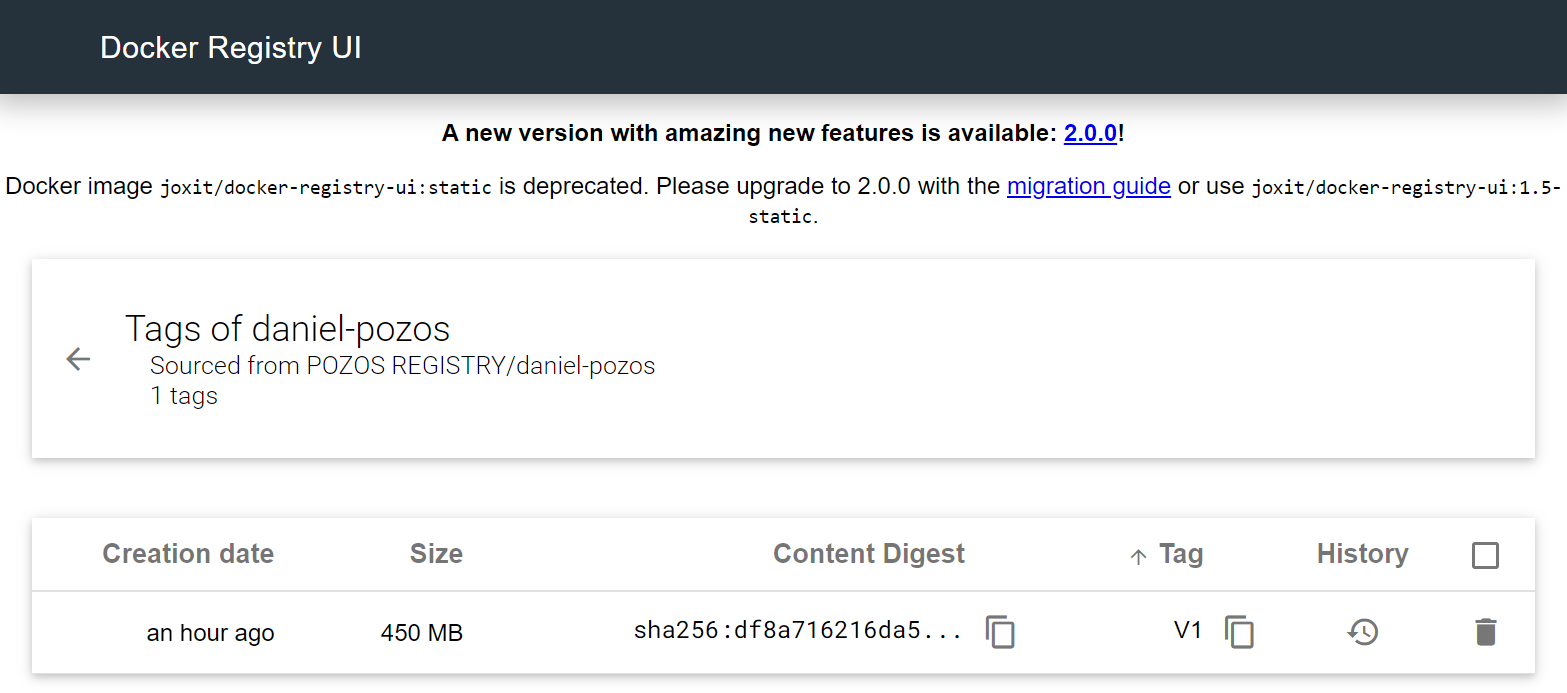 Docker Registry UI
A new version with amazing new features is available: 2.0.0!
Docker image joxit/docker-registry-ui:static is deprecated. Please upgrade to 2.0.0 with the migration guide or use joxit/docker-registry-ui:1.5-
static.
Tags of daniel-pozos
Sourced from POZOS REGISTRY/daniel-pozos
1 tags
Creation date Size Content Digest Tag History
an hour ago 450 MB sha256:df8a716216da5... V1